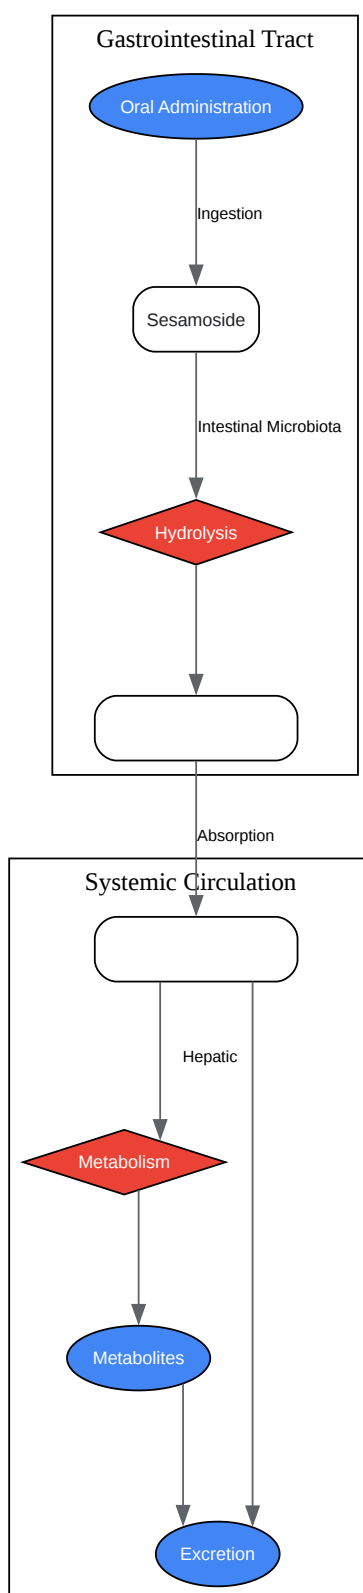 Gastrointestinal Tract
Oral Administration
Ingestion
Sesamoside
Intestinal Microbiota
Hydrolysis
Absorption
Systemic Circulation
Hepatic
Metabolism
Metabolites
Excretion